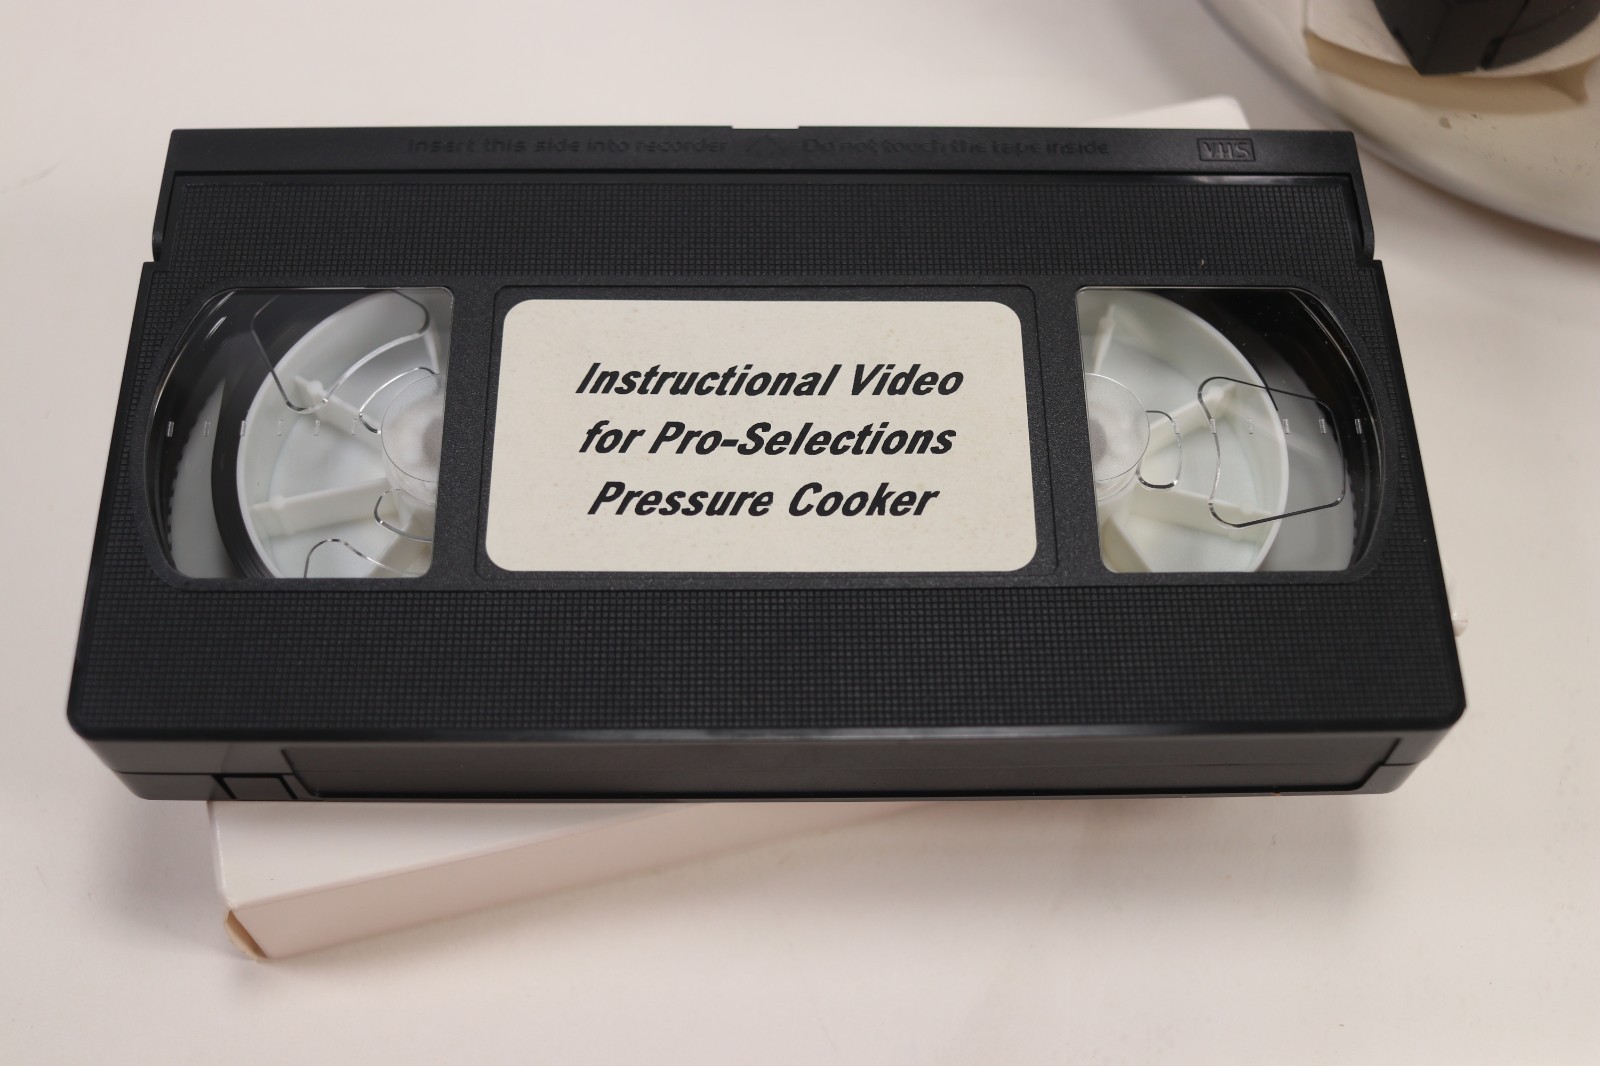 Insert this side into recorder Do not touch the tape inside VHS
Instructional Video
for Pro-Selections
Pressure Cooker